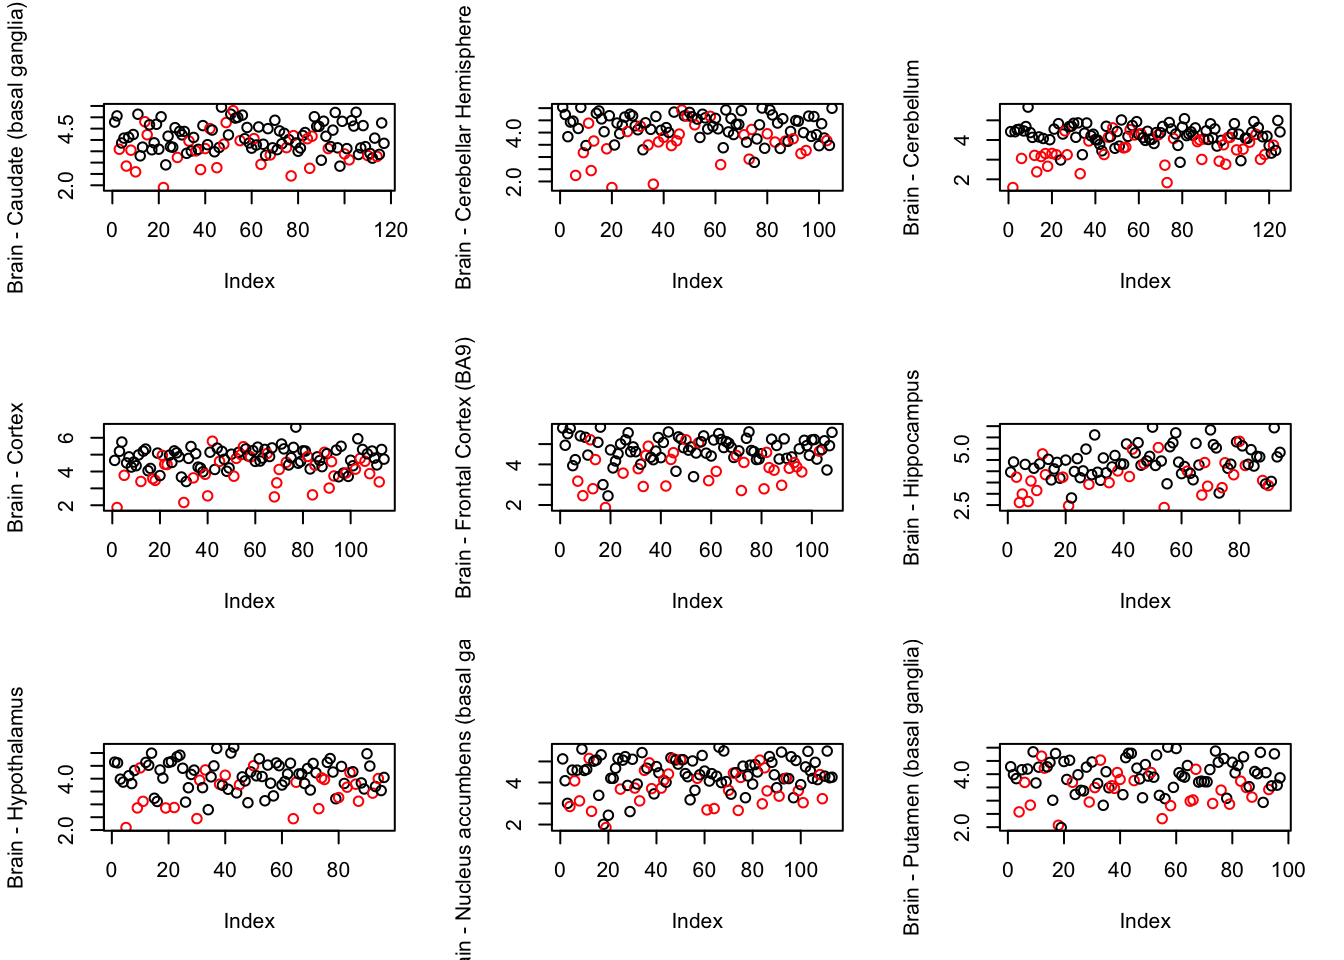 Brain - Caudate (basal ganglia)
2.0 4.5
0 20 40 60 80 120
Index
Brain - Cerebellar Hemisphere
2.0 4.0
0 20 40 60 80 100
Index
Brain - Cerebellum
2 4
0 20 40 60 80 120
Index
Brain - Cortex
2 4 6
0 20 40 60 80 100
Index
Brain - Frontal Cortex (BA9)
2 4
0 20 40 60 80 100
Index
Brain - Hippocampus
2.5 5.0
0 20 40 60 80
Index
Brain - Hypothalamus
2.0 4.0
0 20 40 60 80
Index
ain - Nucleus accumbens (basal ga
2 4
0 20 40 60 80 100
Index
Brain - Putamen (basal ganglia)
2.0 4.0
0 20 40 60 80 100
Index